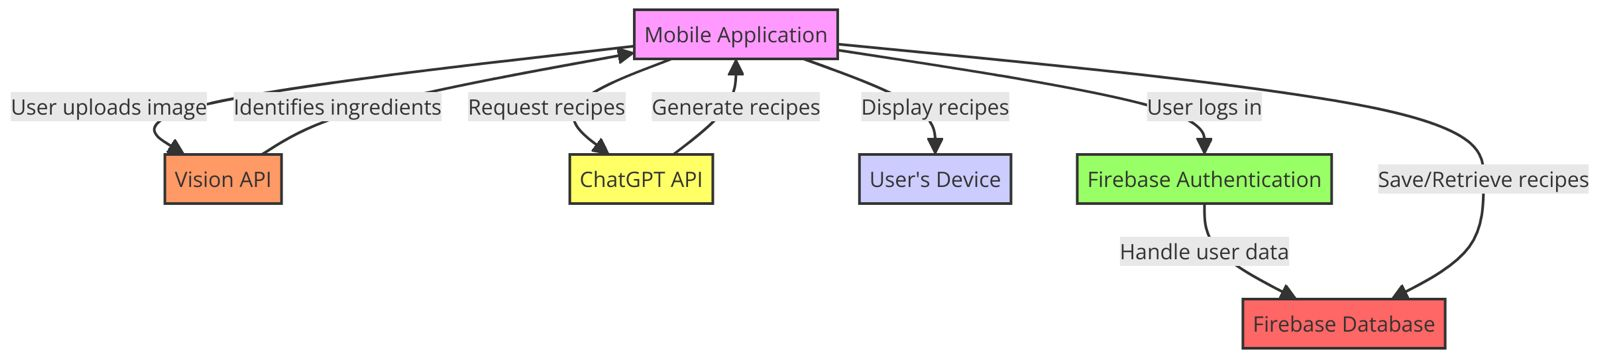 Mobile Application
User uploads image
Identifies ingredients
Request recipes
Generate recipes
Display recipes
User logs in
Vision API
ChatGPT API
User's Device
Firebase Authentication
Save/Retrieve recipes
Handle user data
Firebase Database